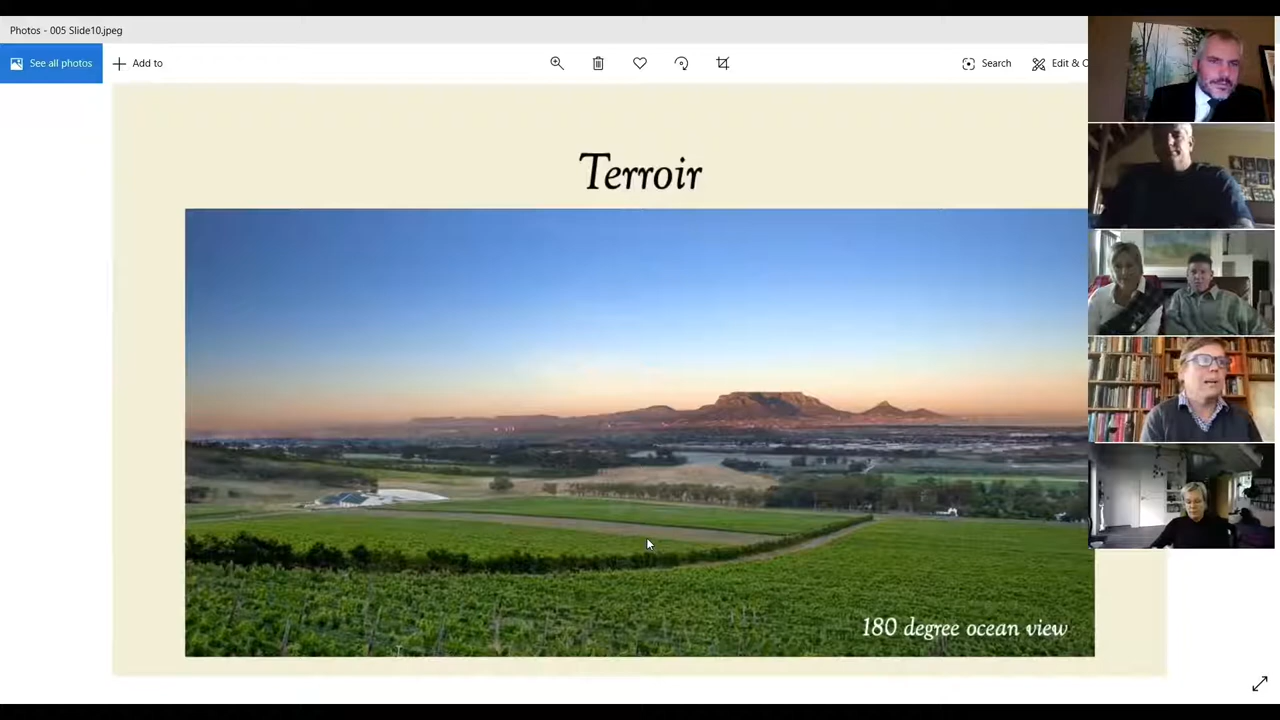 Photos - 005 Slide10.jpeg
See all photos
Add to
Search
Edit & C
Terroir
180 degree ocean view